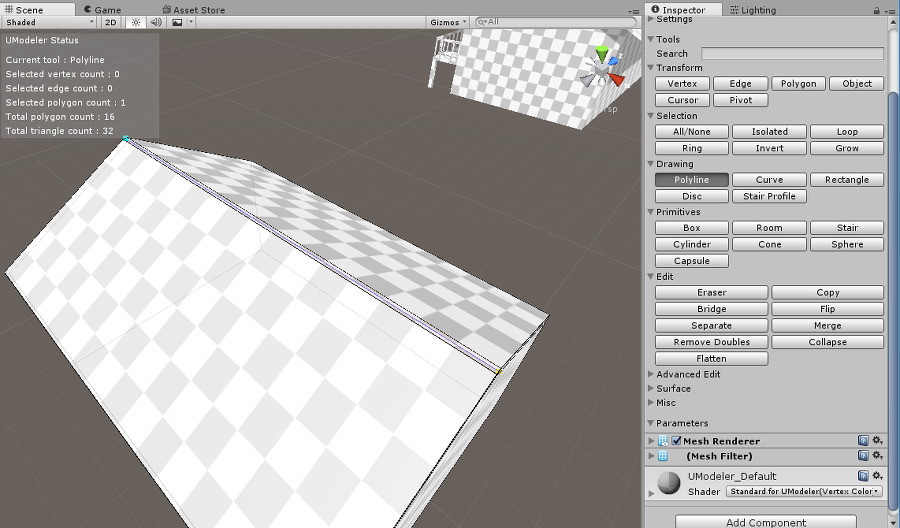 Scene
Game
Asset Store
Shaded
2D
Gizmos
All
UModeler Status
Current tool : Polyline
Selected vertex count : 0
Selected edge count : 0
Selected polygon count : 1
Total polygon count : 16
Total triangle count : 32
Inspector
Lighting
Settings
Tools
Search
Transform
Vertex Edge Polygon Object
Cursor Pivot
Selection
All/None Isolated Loop
Ring Invert Grow
Drawing
Polyline Curve Rectangle
Disc Stair Profile
Primitives
Box Room Stair
Cylinder Cone Sphere
Capsule
Edit
Eraser Copy
Bridge Flip
Separate Merge
Remove Doubles Collapse
Flatten
Advanced Edit
Surface
Misc
Parameters
Mesh Renderer
(Mesh Filter)
UModeler_Default
Shader Standard for UModeler(Vertex Color
Add Component